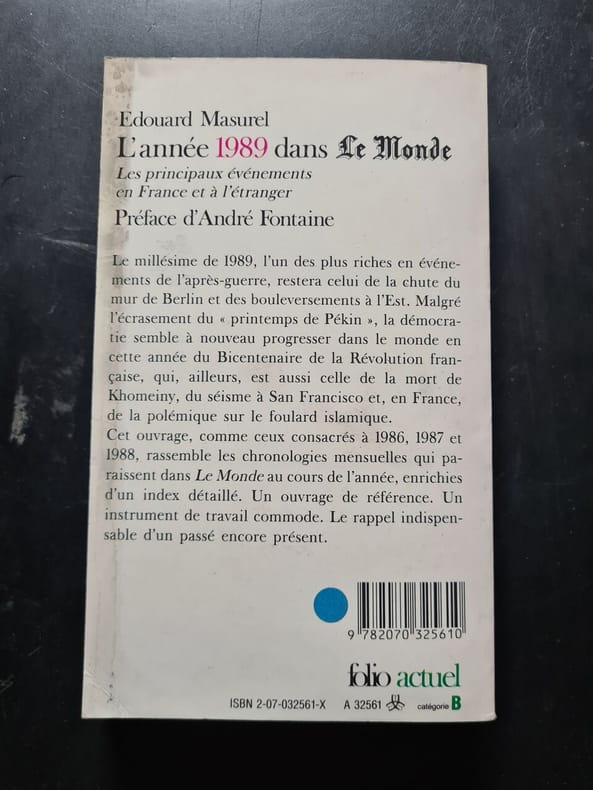 Edouard Masurel
L'année 1989 dans Le Monde
Les principaux événements
en France et à l'étranger
Préface d'André Fontaine
Le millésime de 1989, l'un des plus riches en événe-
ments de l'après-guerre, restera celui de la chute du
mur de Berlin et des bouleversements à l'Est. Malgré
l'écrasement du « printemps de Pékin », la démocra-
tie semble à nouveau progresser dans le monde en
cette année du Bicentenaire de la Révolution fran-
çaise, qui, ailleurs, est aussi celle de la mort de
Khomeiny, du séisme à San Francisco et, en France,
de la polémique sur le foulard islamique.
Cet ouvrage, comme ceux consacrés à 1986, 1987 et
1988, rassemble les chronologies mensuelles qui pa-
raissent dans Le Monde au cours de l'année, enrichies
d'un index détaillé. Un ouvrage de référence. Un
instrument de travail commode. Le rappel indispen-
sable d'un passé encore présent.
9 782070 325610
folio actuel
ISBN 2-07-032561-X A 32561 catégorie B